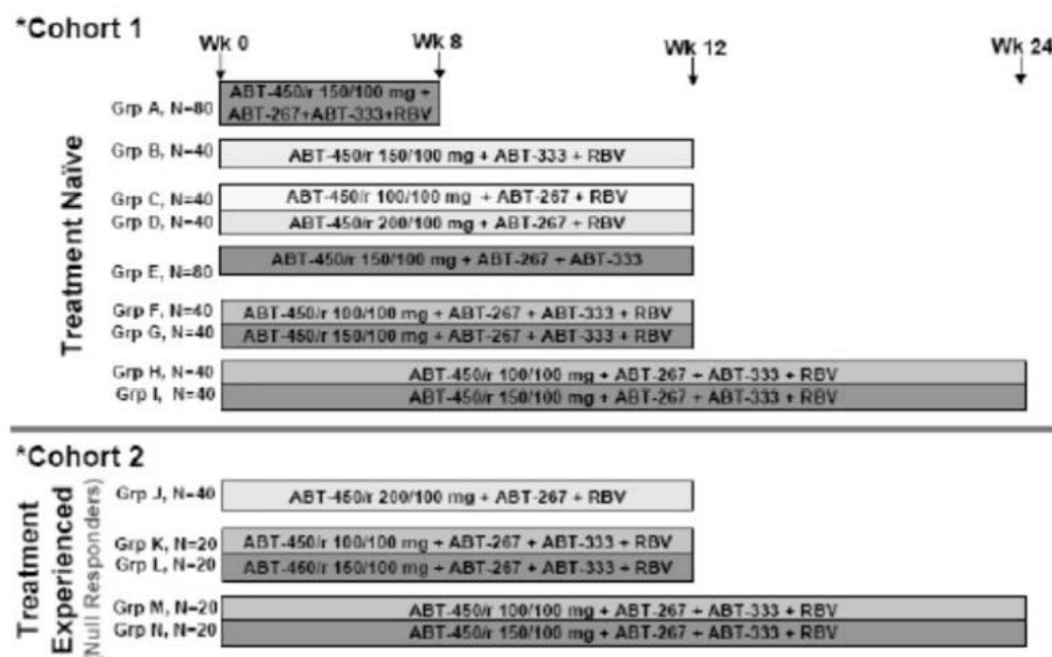 *Cohort 1
Wk 0
Wk 8
Wk 12
Wk 24
Treatment Naïve
Grp A, N=80
ABT-450/r 150/100 mg +
ABT-267+ABT-333+RBV
Grp B, N=40
ABT-450/r 150/100 mg + ABT-333 + RBV
Grp C, N=40
ABT-450/r 100/100 mg + ABT-267 + RBV
Grp D, N=40
ABT-450/r 200/100 mg + ABT-267 + RBV
Grp E, N=80
ABT-450/r 150/100 mg + ABT-267 + ABT-333
Grp F, N=40
ABT-450/r 100/100 mg + ABT-267 + ABT-333 + RBV
Grp G, N=40
ABT-450/r 150/100 mg + ABT-267 + ABT-333 + RBV
Grp H, N=40
ABT-450/r 100/100 mg + ABT-267 + ABT-333 + RBV
Grp I, N=40
ABT-450/r 150/100 mg + ABT-267 + ABT-333 + RBV
*Cohort 2
Treatment
Experienced
(Null Responders)
Grp J, N=40
ABT-450/r 200/100 mg + ABT-267 + RBV
Grp K, N=20
ABT-450/r 100/100 mg + ABT-267 + ABT-333 + RBV
Grp L, N=20
ABT-450/r 150/100 mg + ABT-267 + ABT-333 + RBV
Grp M, N=20
ABT-450/r 100/100 mg + ABT-267 + ABT-333 + RBV
Grp N, N=20
ABT-450/r 150/100 mg + ABT-267 + ABT-333 + RBV